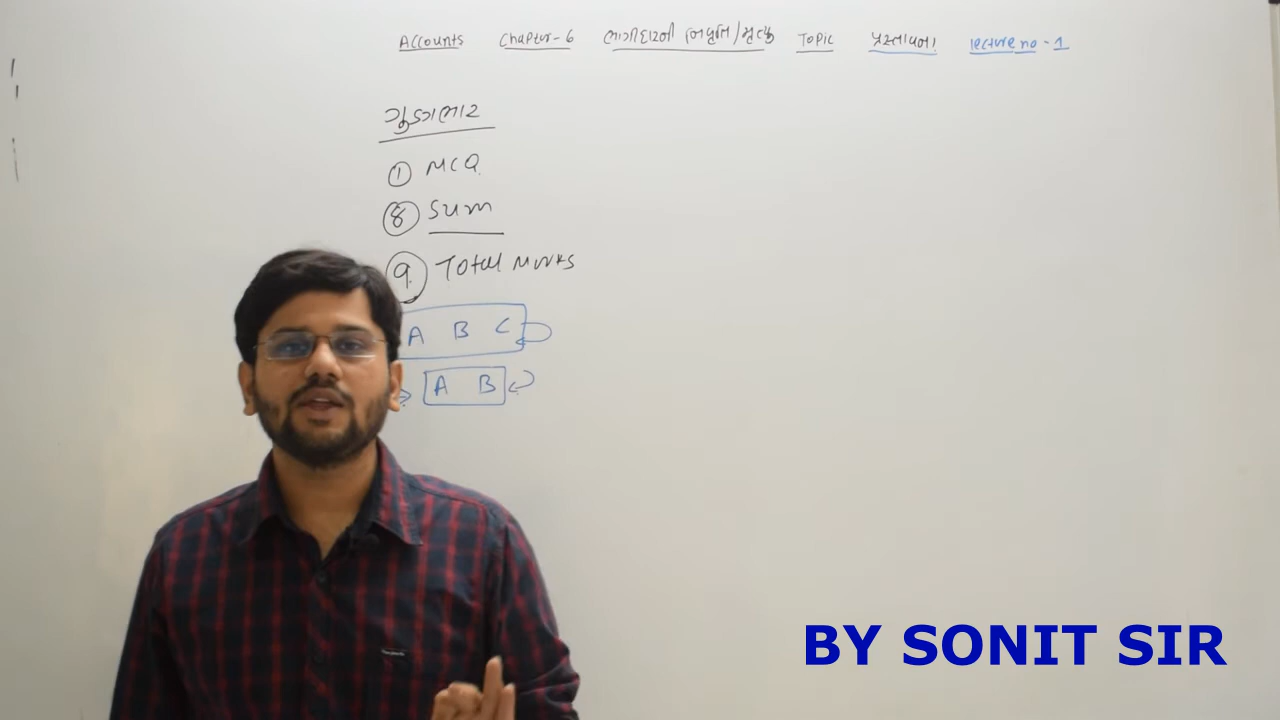 Accounts Chapter-6 ભાગીદારની નિવૃત્તિ/મૃત્યુ Topic પ્રસ્તાવના lecture no - 1
ગુણભાર
① MCQ
⑧ Sum
⑨ Total Marks
A B C
A B
BY SONIT SIR